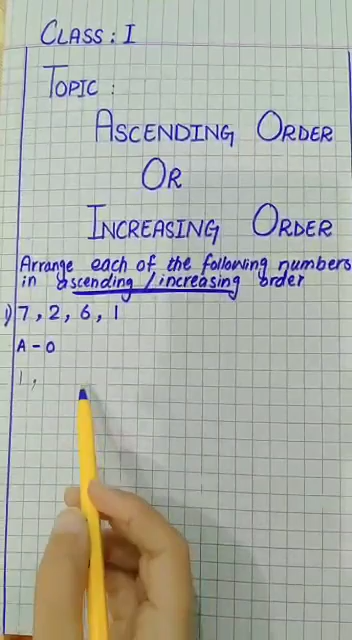 CLASS : I
TOPIC :
ASCENDING ORDER
OR
INCREASING ORDER
Arrange each of the following numbers
in ascending / increasing order
1) 7 , 2 , 6 , 1
A - O
1 ,